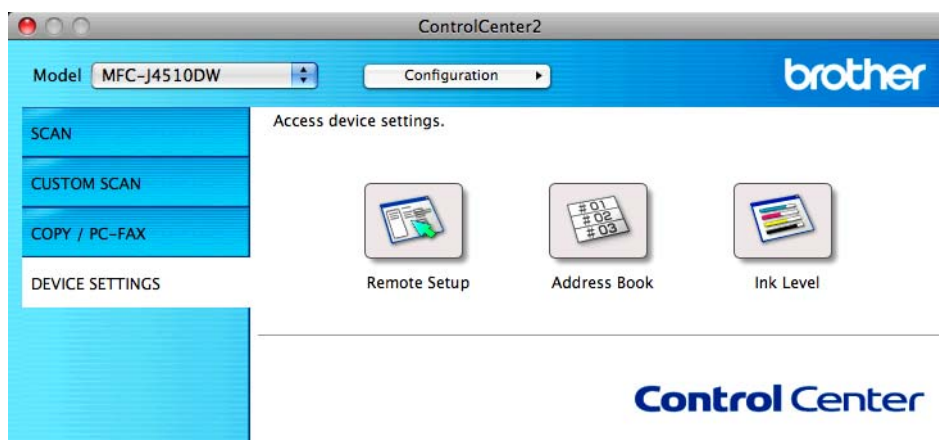 ControlCenter2
Model MFC-J4510DW Configuration
brother
SCAN
CUSTOM SCAN
COPY / PC-FAX
DEVICE SETTINGS
Access device settings.
#01
#02
#03
Remote Setup Address Book Ink Level
Control Center